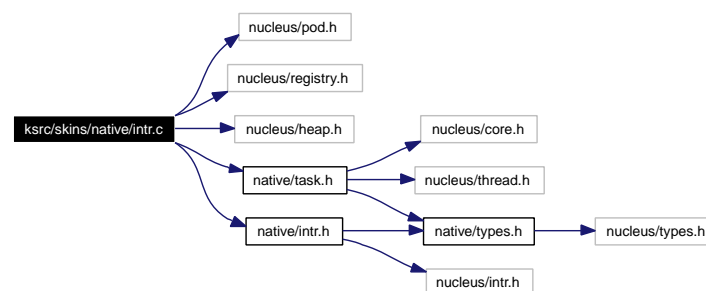 nucleus/pod.h
nucleus/registry.h
ksrc/skins/native/intr.c
nucleus/heap.h
nucleus/core.h
native/task.h
nucleus/thread.h
native/intr.h
native/types.h
nucleus/types.h
nucleus/intr.h